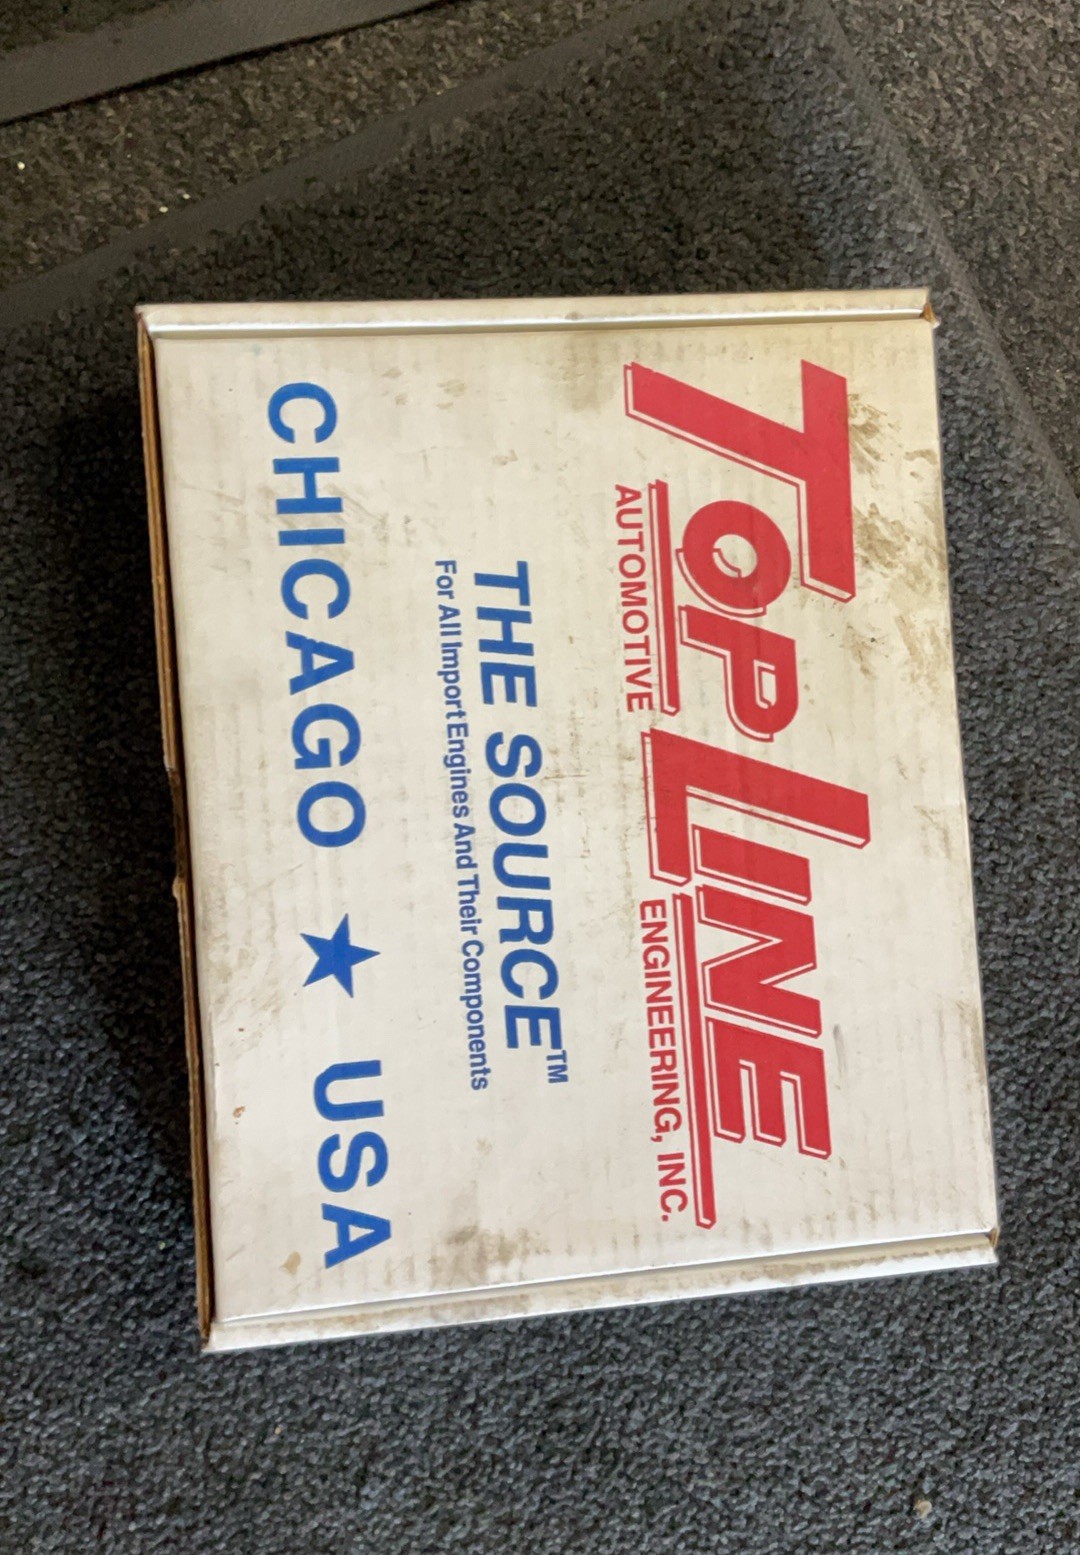 TOP LINE
AUTOMOTIVE ENGINEERING, INC.
THE SOURCE™
For All Import Engines And Their Components
CHICAGO ★ USA